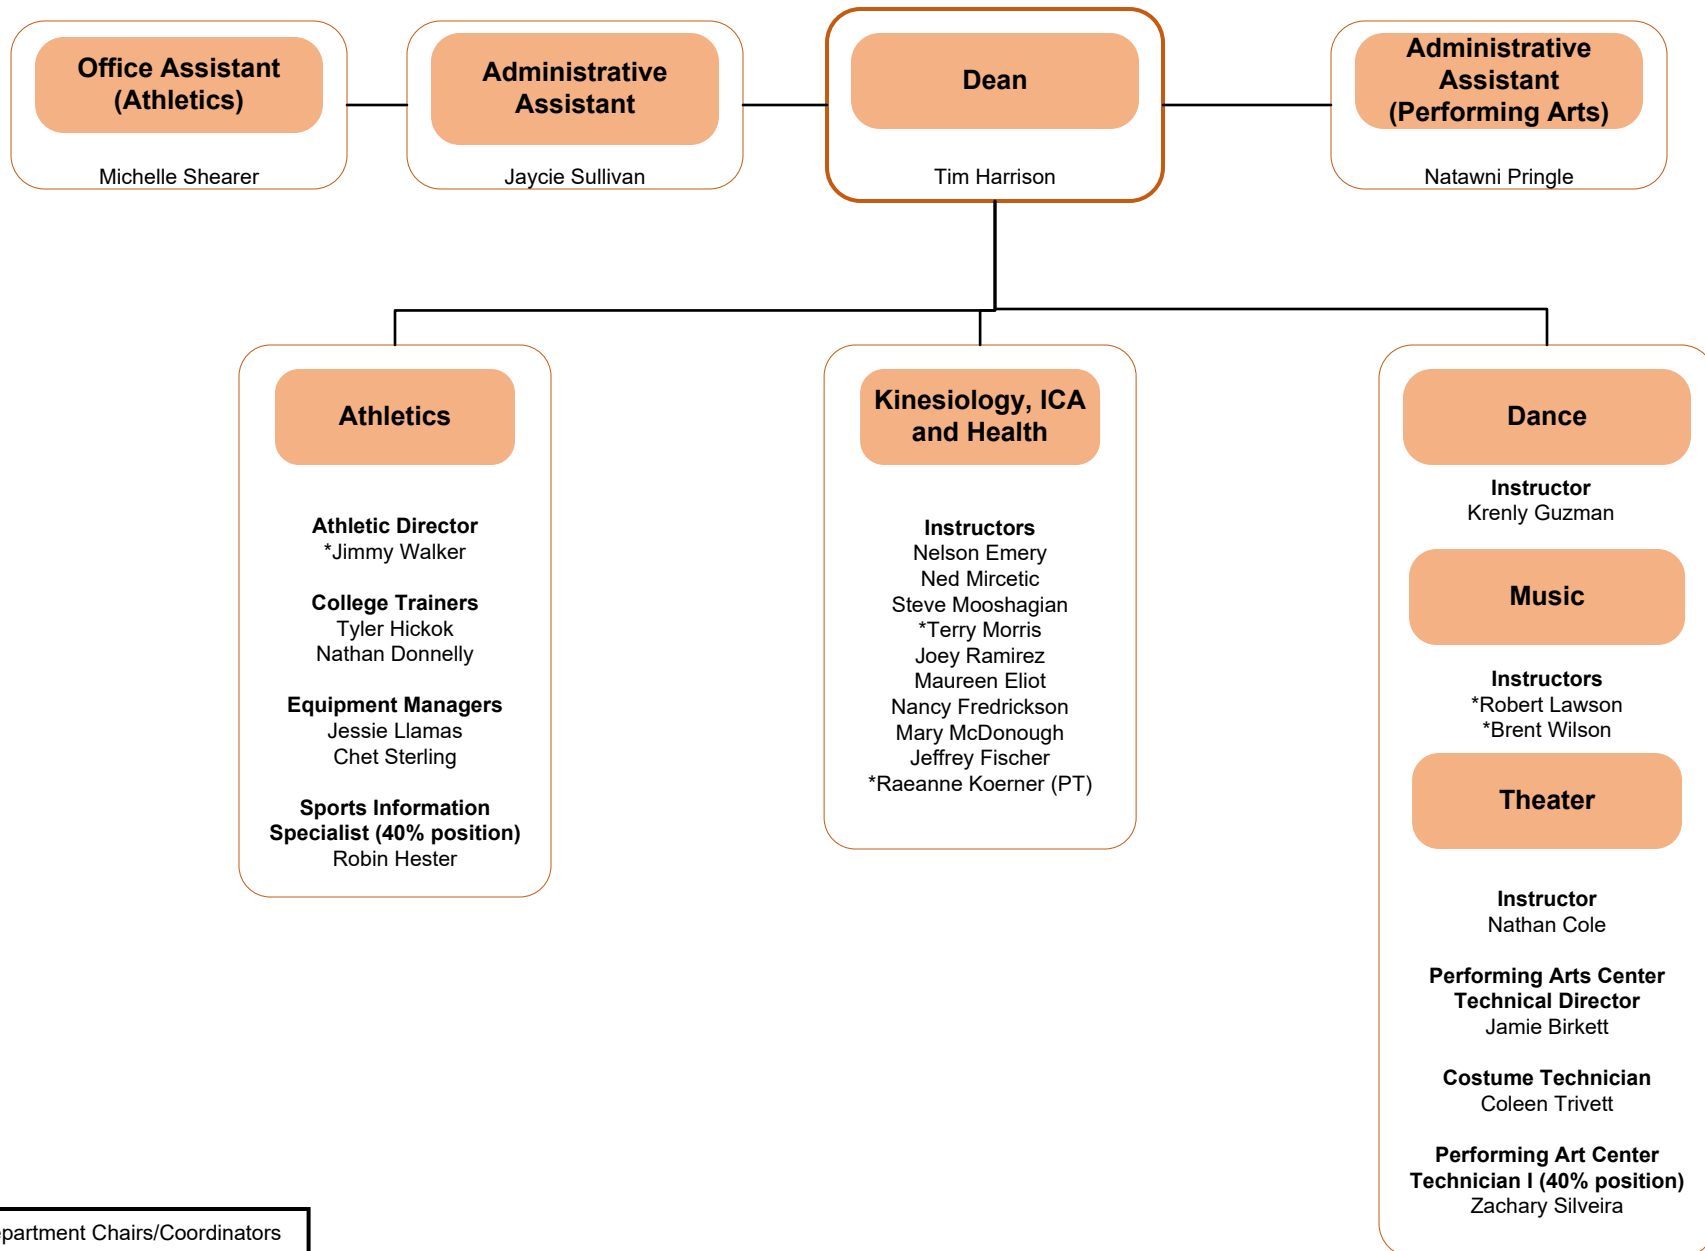 Office Assistant
(Athletics)
Michelle Shearer
Administrative
Assistant
Jaycie Sullivan
Dean
Tim Harrison
Administrative
Assistant
(Performing Arts)
Natawni Pringle
Athletics
Athletic Director
*Jimmy Walker
College Trainers
Tyler Hickok
Nathan Donnelly
Equipment Managers
Jessie Llamas
Chet Sterling
Sports Information
Specialist (40% position)
Robin Hester
Kinesiology, ICA
and Health
Instructors
Nelson Emery
Ned Mircetic
Steve Mooshagian
*Terry Morris
Joey Ramirez
Maureen Eliot
Nancy Fredrickson
Mary McDonough
Jeffrey Fischer
*Raeanne Koerner (PT)
Dance
Instructor
Krenly Guzman
Music
Instructors
*Robert Lawson
*Brent Wilson
Theater
Instructor
Nathan Cole
Performing Arts Center
Technical Director
Jamie Birkett
Costume Technician
Coleen Trivett
Performing Art Center
Technician I (40% position)
Zachary Silveira
Chairs/Coordinators